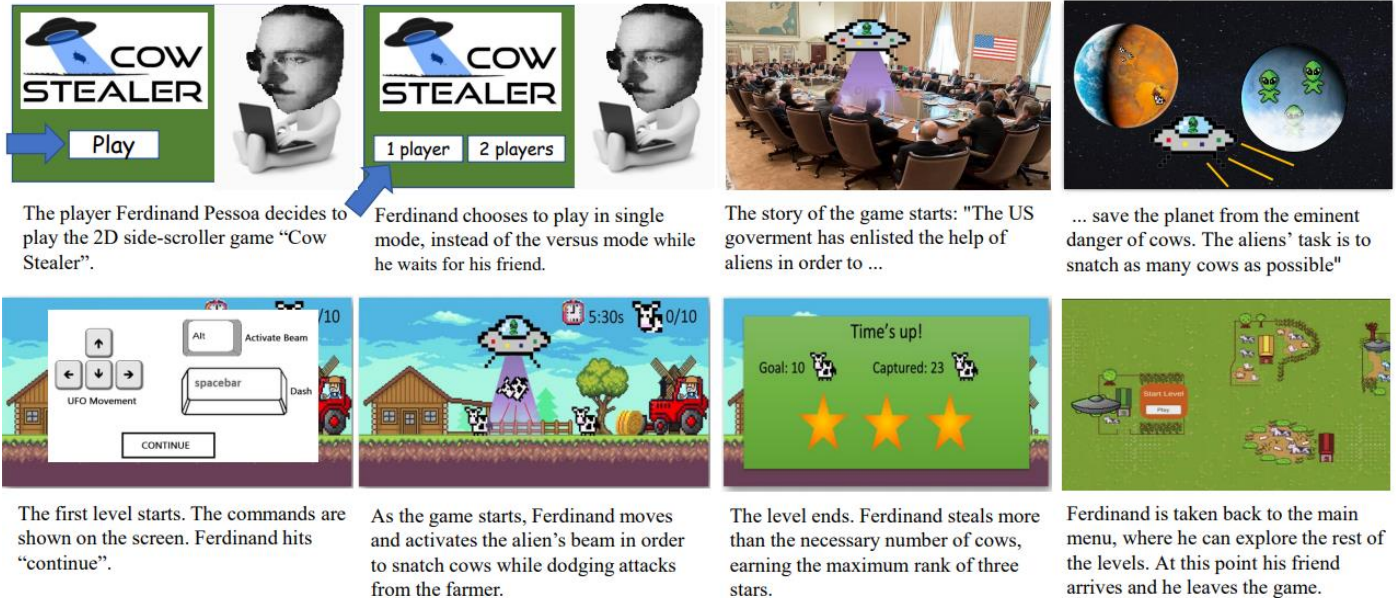 COW
STEALER
Play
COW
STEALER
1 player
2 players
The player Ferdinand Pessoa decides to
play the 2D side-scroller game “Cow
Stealer”.
Ferdinand chooses to play in single
mode, instead of the versus mode while
he waits for his friend.
The story of the game starts: "The US
goverment has enlisted the help of
aliens in order to ...
... save the planet from the eminent
danger of cows. The aliens’ task is to
snatch as many cows as possible"
/10
Alt
Activate Beam
spacebar
Dash
UFO Movement
CONTINUE
5:30s
0/10
Time’s up!
Goal: 10
Captured: 23
Start Level
Play
The first level starts. The commands are
shown on the screen. Ferdinand hits
“continue”.
As the game starts, Ferdinand moves
and activates the alien’s beam in order
to snatch cows while dodging attacks
from the farmer.
The level ends. Ferdinand steals more
than the necessary number of cows,
earning the maximum rank of three
stars.
Ferdinand is taken back to the main
menu, where he can explore the rest of
the levels. At this point his friend
arrives and he leaves the game.